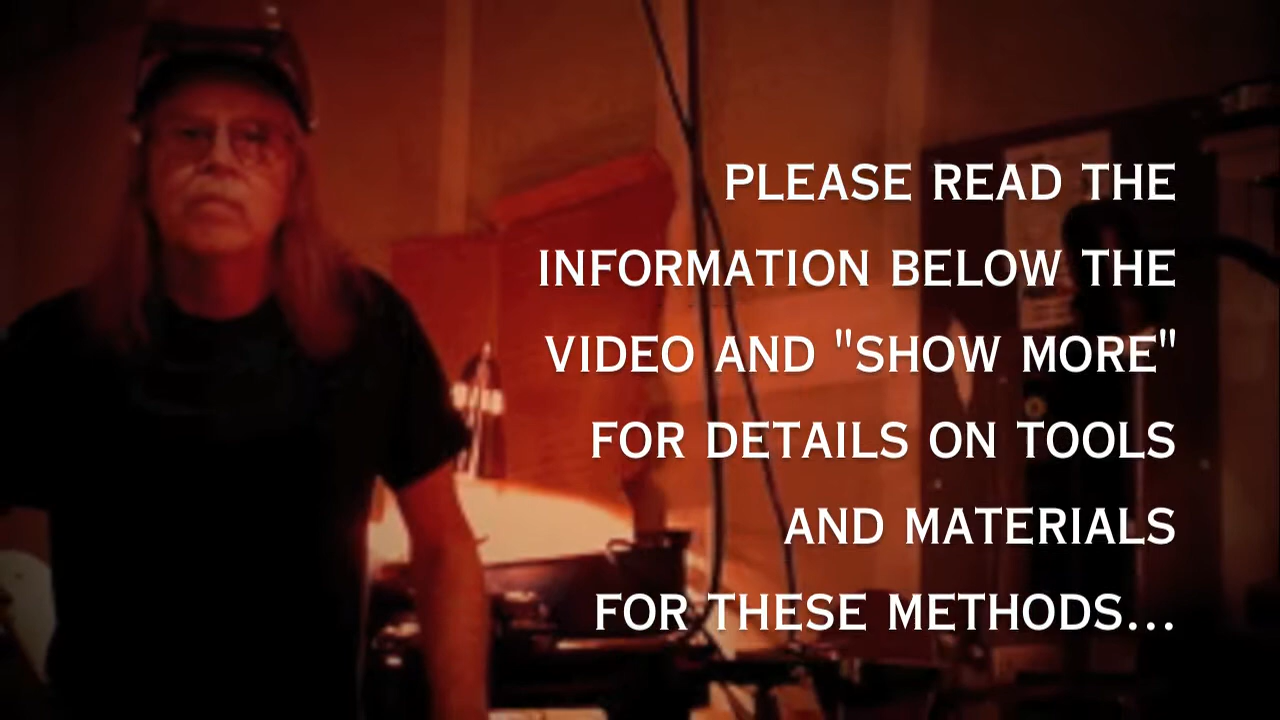 PLEASE READ THE
INFORMATION BELOW THE
VIDEO AND "SHOW MORE"
FOR DETAILS ON TOOLS
AND MATERIALS
FOR THESE METHODS...